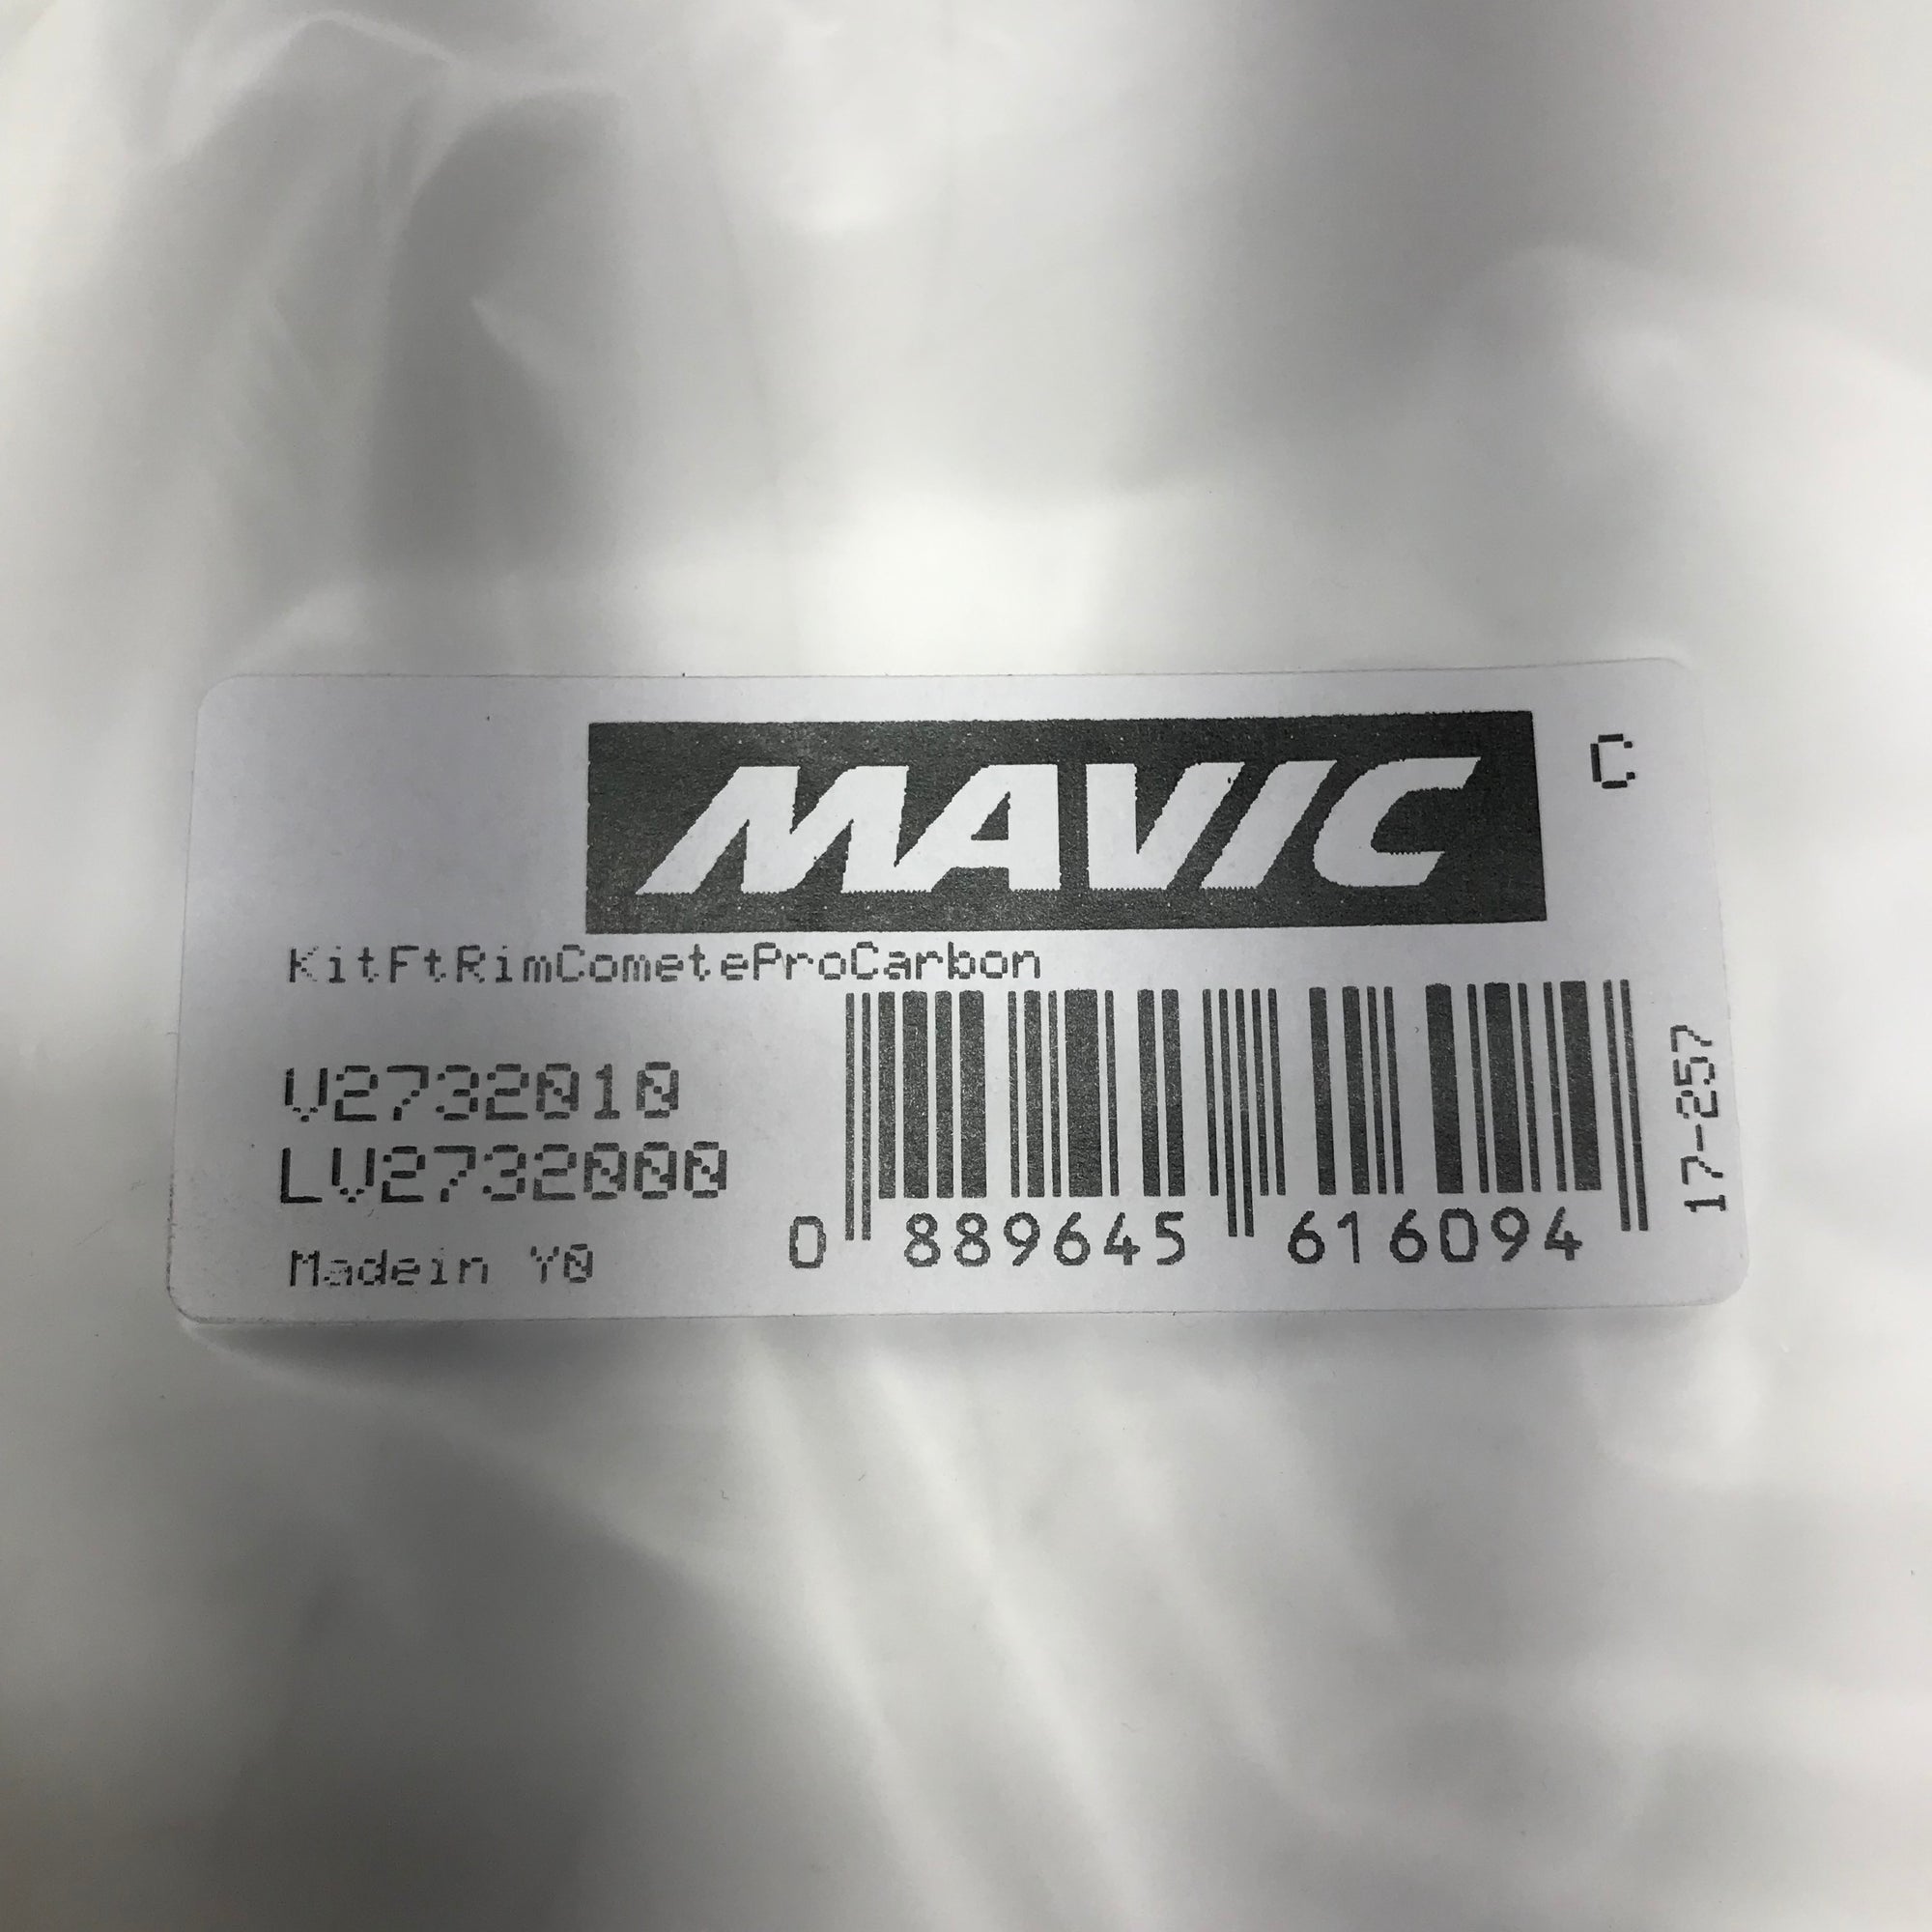 MAVIC
C
KitFtRimCometeProCarbon
V2732010
LV2732000
Madein Y0
0 889645 616094
17-257